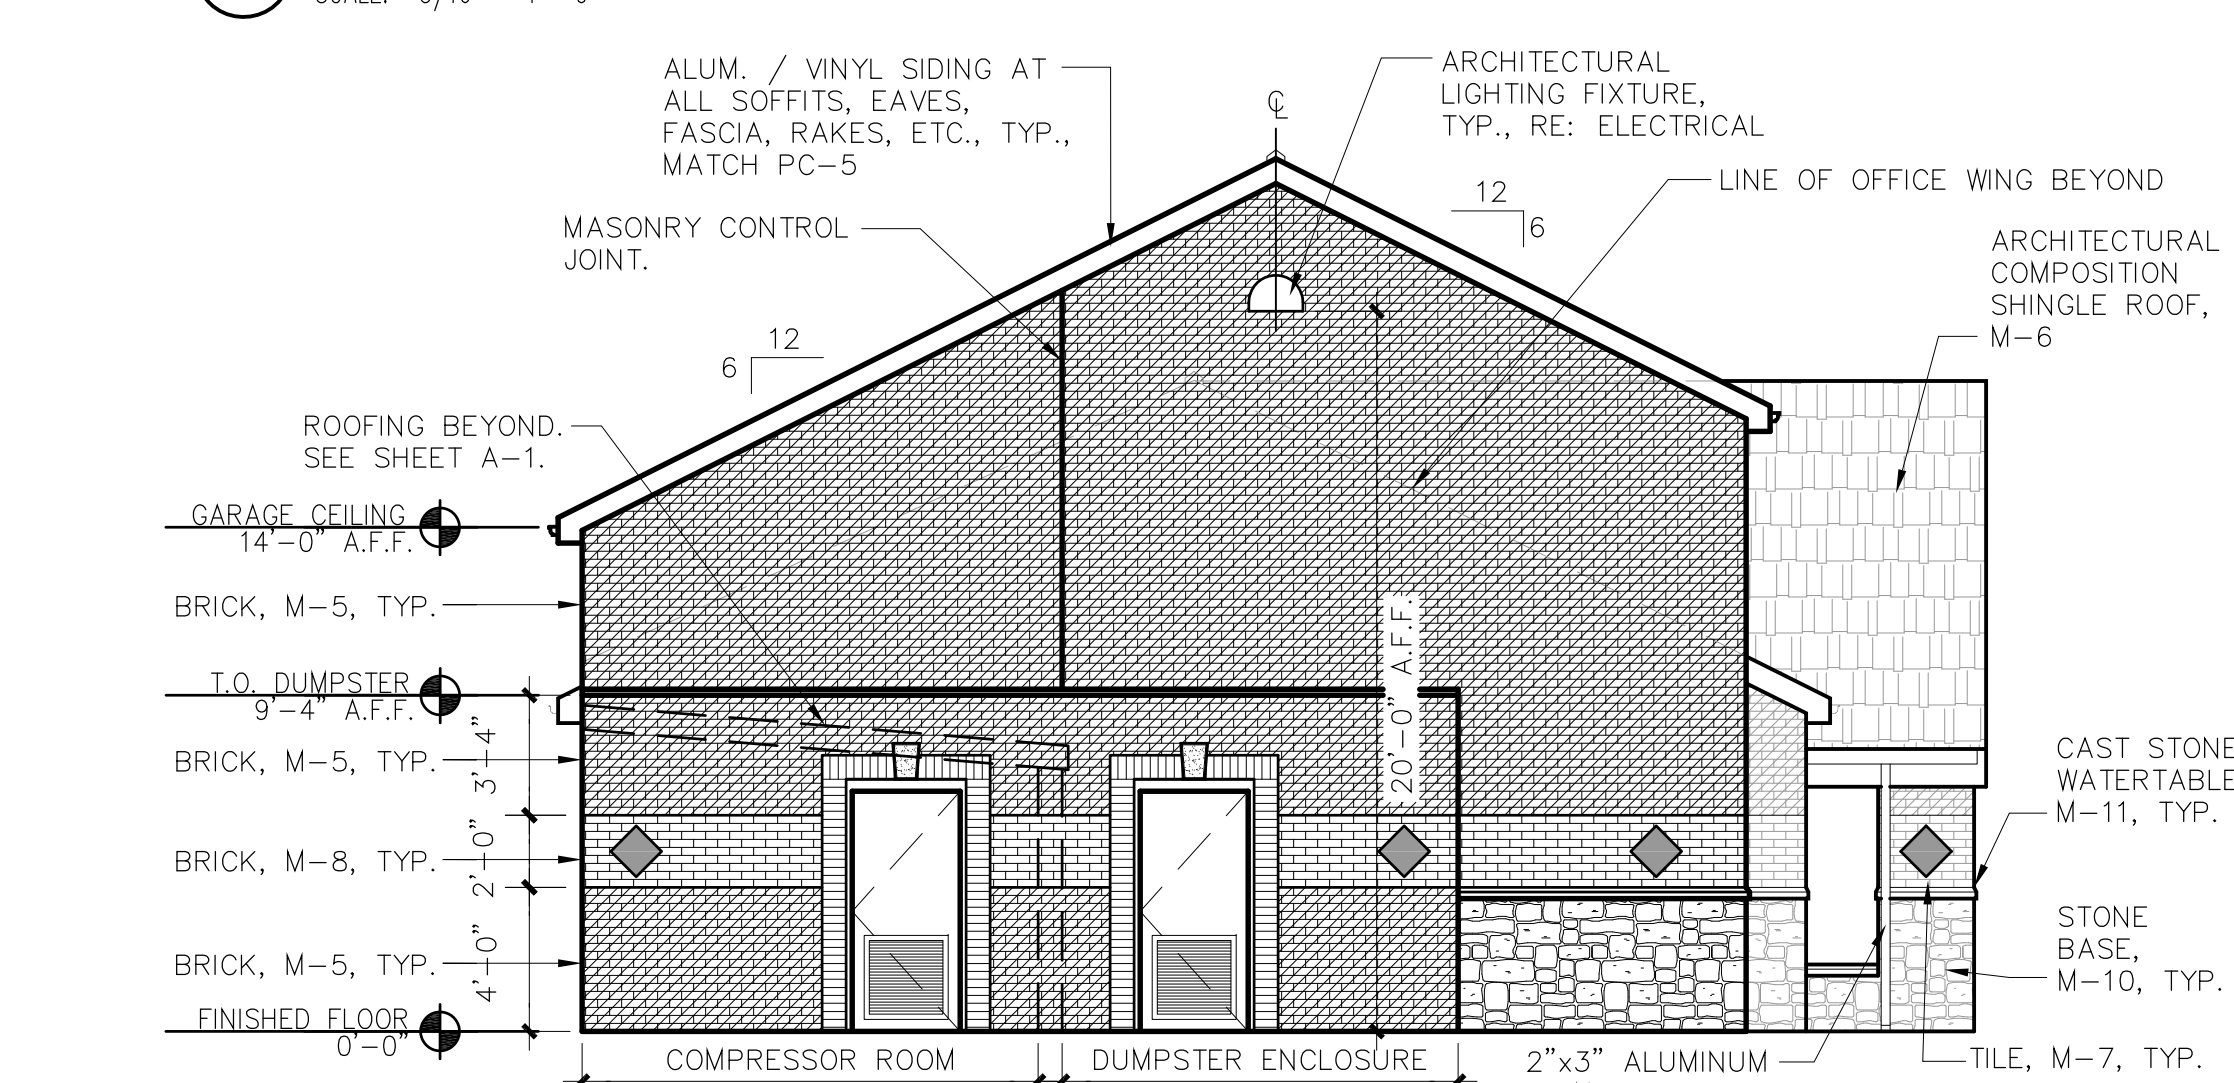 ALUM. / VINYL SIDING AT
ALL SOFFITS, EAVES,
FASCIA, RAKES, ETC., TYP.,
MATCH PC-5
℄
ARCHITECTURAL
LIGHTING FIXTURE,
TYP., RE: ELECTRICAL
LINE OF OFFICE WING BEYOND
12
6
MASONRY CONTROL
JOINT.
ARCHITECTURAL
COMPOSITION
SHINGLE ROOF,
M-6
12
6
ROOFING BEYOND.
SEE SHEET A-1.
GARAGE CEILING
14'-0" A.F.F.
BRICK, M-5, TYP.
T.O. DUMPSTER
9'-4" A.F.F.
20'-0" A.F.F.
3'-4"
BRICK, M-5, TYP.
CAST STONE
WATERTABLE
M-11, TYP.
2'-0"
BRICK, M-8, TYP.
STONE
BASE,
M-10, TYP.
4'-0"
BRICK, M-5, TYP.
FINISHED FLOOR
0'-0"
COMPRESSOR ROOM
DUMPSTER ENCLOSURE
2"x3" ALUMINUM
TILE, M-7, TYP.